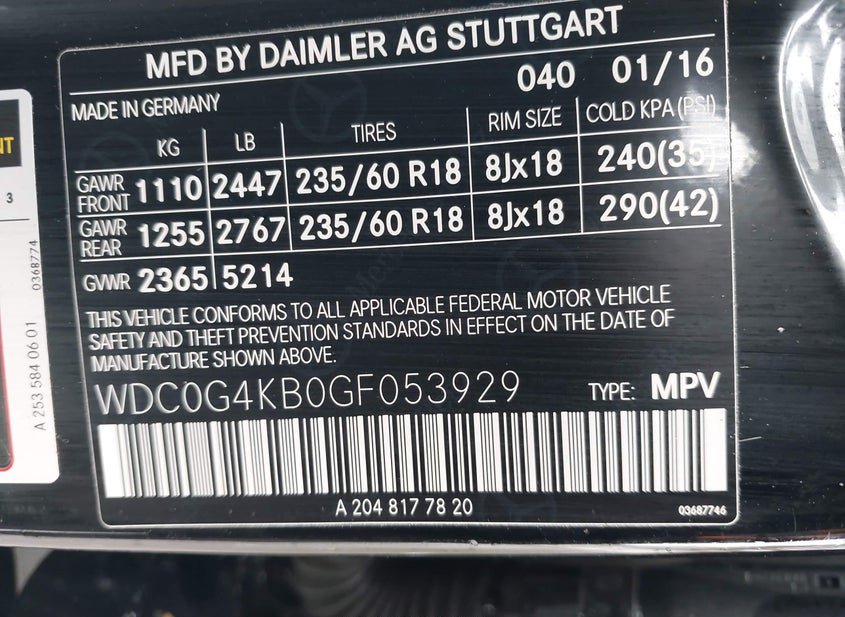 MFD BY DAIMLER AG STUTTGART
040 01/16
MADE IN GERMANY
KG LB TIRES RIM SIZE COLD KPA (PSI)
GAWR FRONT 1110 2447 235/60 R18 8Jx18 240(35)
GAWR REAR 1255 2767 235/60 R18 8Jx18 290(42)
GVWR 2365 5214
THIS VEHICLE CONFORMS TO ALL APPLICABLE FEDERAL MOTOR VEHICLE
SAFETY AND THEFT PREVENTION STANDARDS IN EFFECT ON THE DATE OF
MANUFACTURE SHOWN ABOVE.
WDC0G4KB0GF053929 TYPE: MPV
A 204 817 78 20 03687746
3
A 253 584 06 01 0368774